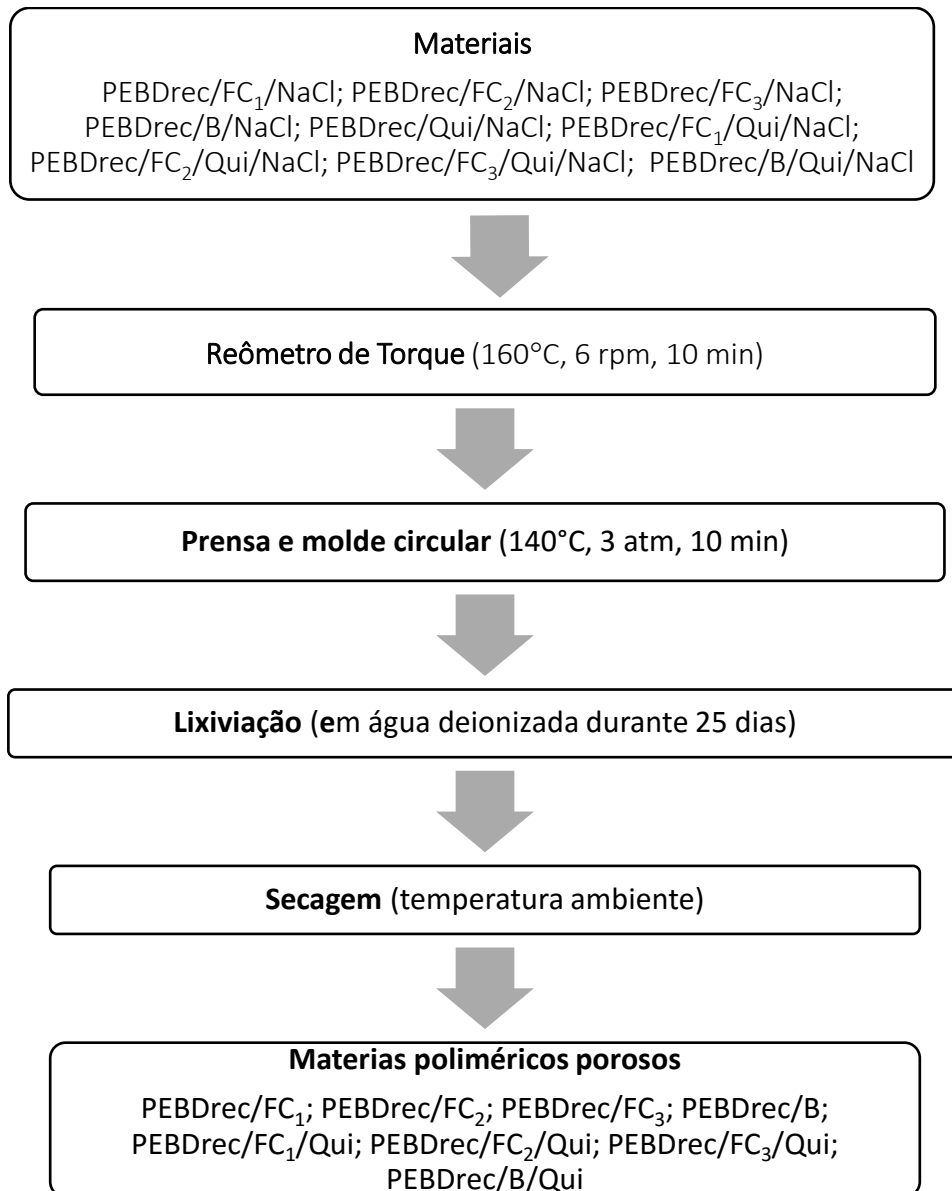 Materiais
PEBDrec/FC₁/NaCl; PEBDrec/FC₂/NaCl; PEBDrec/FC₃/NaCl;
PEBDrec/B/NaCl; PEBDrec/Qui/NaCl; PEBDrec/FC₁/Qui/NaCl;
PEBDrec/FC₂/Qui/NaCl; PEBDrec/FC₃/Qui/NaCl; PEBDrec/B/Qui/NaCl
Reômetro de Torque (160°C, 6 rpm, 10 min)
Prensa e molde circular (140°C, 3 atm, 10 min)
Lixiviação (em água deionizada durante 25 dias)
Secagem (temperatura ambiente)
Materias poliméricos porosos
PEBDrec/FC₁; PEBDrec/FC₂; PEBDrec/FC₃; PEBDrec/B;
PEBDrec/FC₁/Qui; PEBDrec/FC₂/Qui; PEBDrec/FC₃/Qui;
PEBDrec/B/Qui